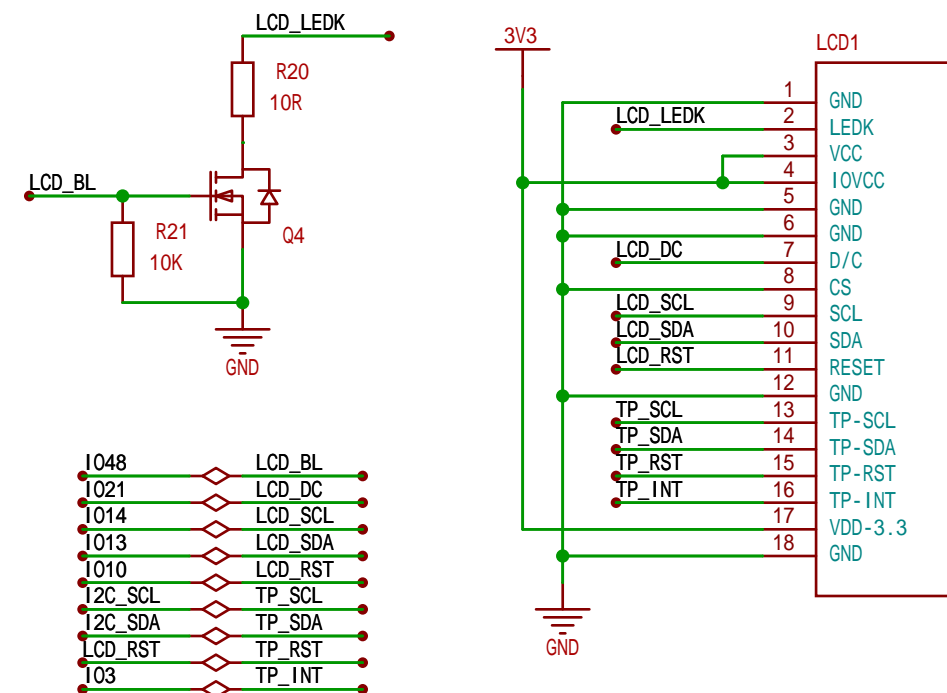 LCD_LEDK
R20
10R
LCD_BL
R21
10K
Q4
GND
IO48 LCD_BL
IO21 LCD_DC
IO14 LCD_SCL
IO13 LCD_SDA
IO10 LCD_RST
I2C_SCL TP_SCL
I2C_SDA TP_SDA
LCD_RST TP_RST
IO3 TP_INT
3V3
LCD1
1 GND
LCD_LEDK 2 LEDK
3 VCC
4 IOVCC
5 GND
6 GND
LCD_DC 7 D/C
8 CS
LCD_SCL 9 SCL
LCD_SDA 10 SDA
LCD_RST 11 RESET
12 GND
TP_SCL 13 TP-SCL
TP_SDA 14 TP-SDA
TP_RST 15 TP-RST
TP_INT 16 TP-INT
17 VDD-3.3
18 GND
GND